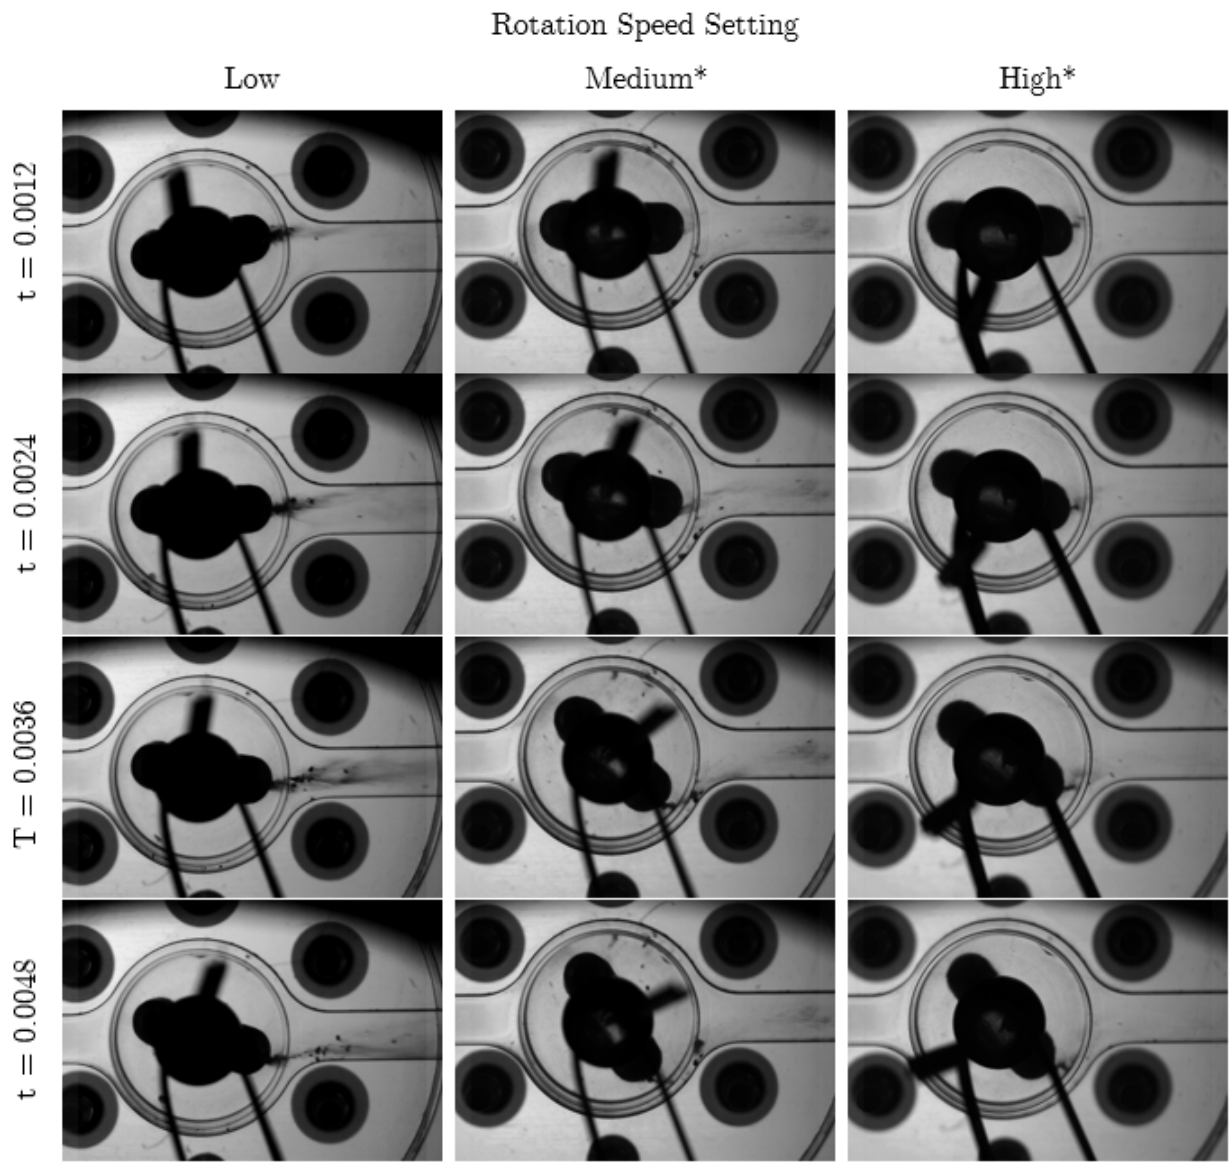 Rotation Speed Setting
Low Medium* High*
t = 0.0012
t = 0.0024
T = 0.0036
t = 0.0048